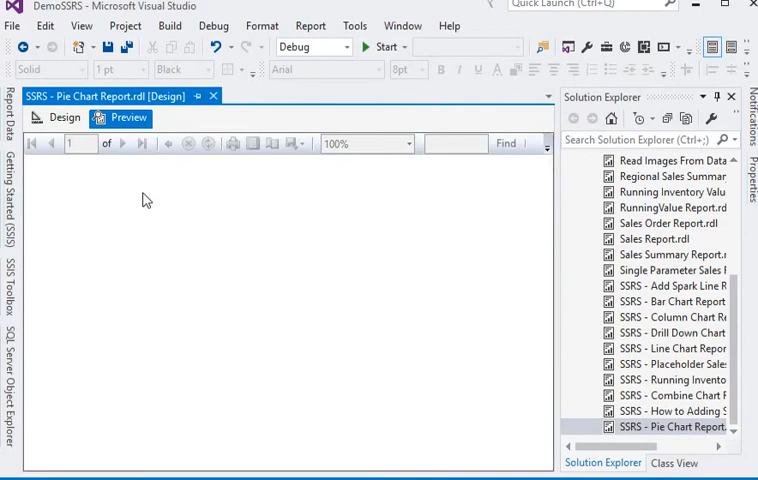 DemoSSRS - Microsoft Visual Studio
Quick Launch (Ctrl+Q)
File Edit View Project Build Debug Format Report Tools Window Help
Debug Start
Solid 1 pt Black Arial 8pt B I U A
SSRS - Pie Chart Report.rdl [Design]
Design Preview
1 of 100% Find
Report Data
Getting Started (SSIS)
SSIS Toolbox
SQL Server Object Explorer
Solution Explorer
Search Solution Explorer (Ctrl+;)
Read Images From Data
Regional Sales Summary
Running Inventory Valu
RunningValue Report.rd
Sales Order Report.rdl
Sales Report.rdl
Sales Summary Report.r
Single Parameter Sales F
SSRS - Add Spark Line R
SSRS - Bar Chart Report
SSRS - Column Chart Re
SSRS - Drill Down Chart
SSRS - Line Chart Repor
SSRS - Placeholder Sales
SSRS - Running Invento
SSRS - Combine Chart F
SSRS - How to Adding S
SSRS - Pie Chart Report.
Solution Explorer Class View
Notifications
Properties